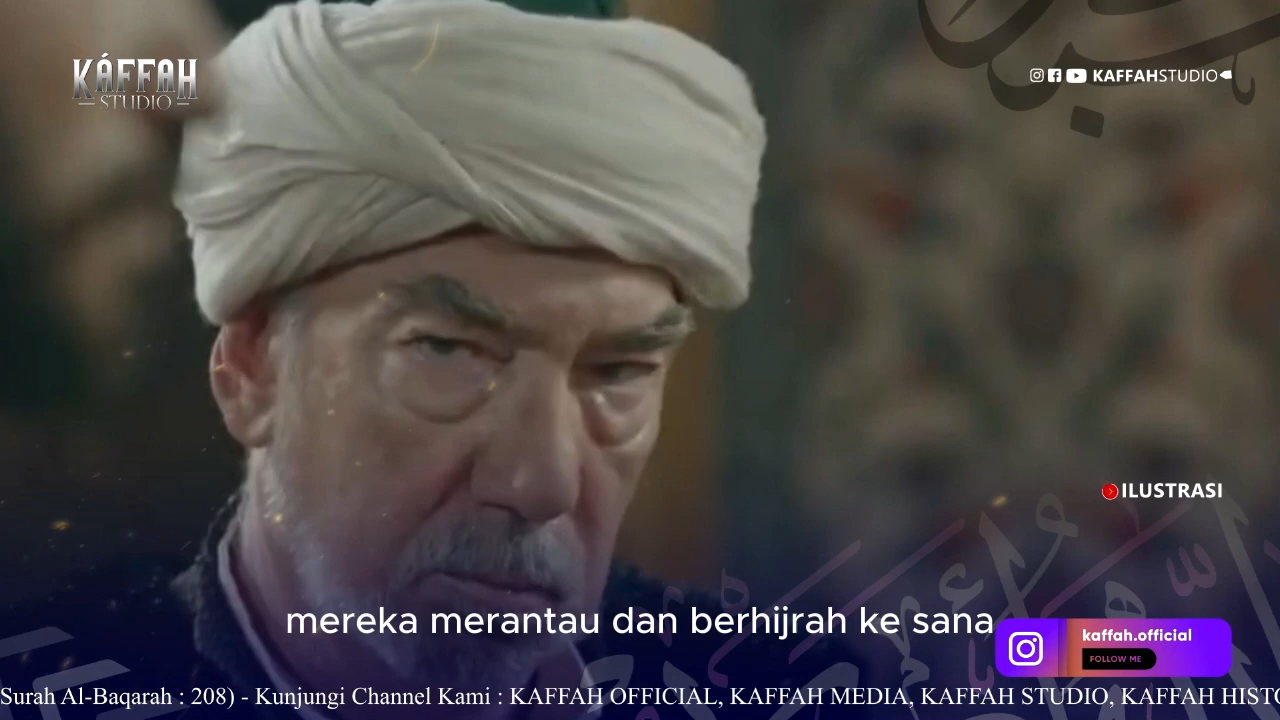 KÁFFAH
STUDIO
KAFFAHSTUDIO
ILUSTRASI
mereka merantau dan berhijrah ke sana
kaffah.official
FOLLOW ME
Surah Al-Baqarah : 208) - Kunjungi Channel Kami : KAFFAH OFFICIAL, KAFFAH MEDIA, KAFFAH STUDIO, KAFFAH HISTO